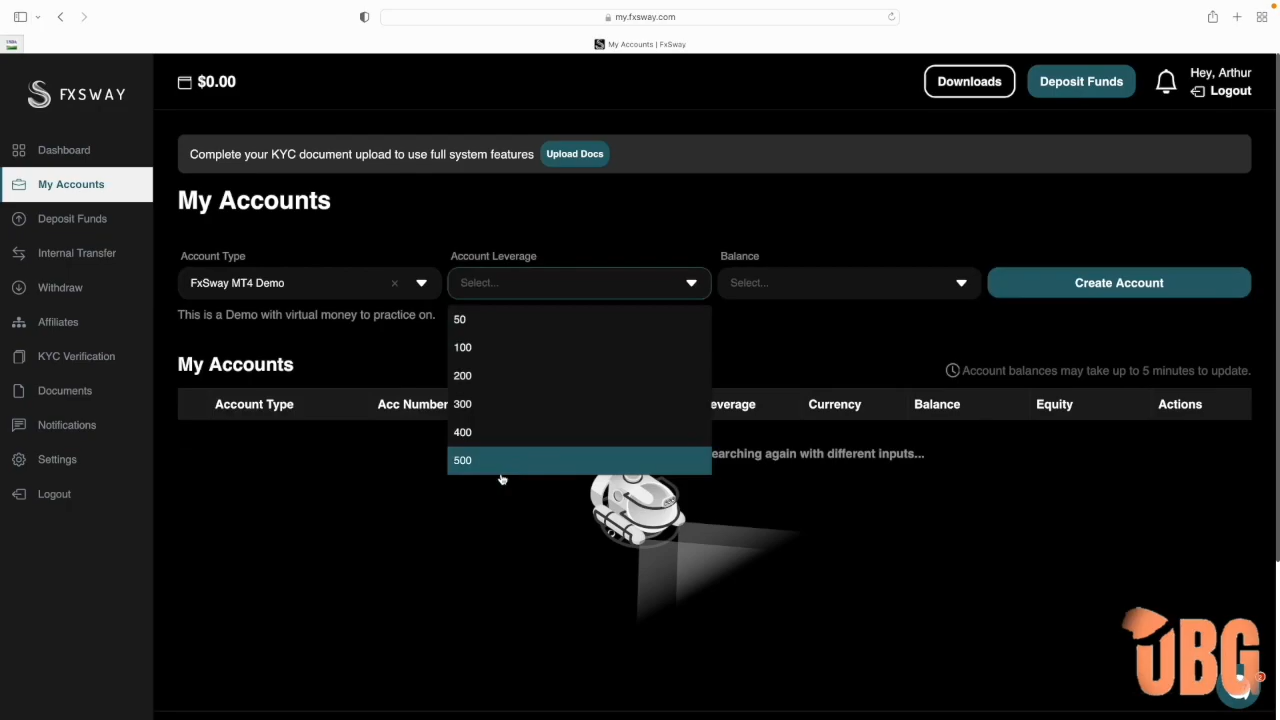 my.fxsway.com
My Accounts | FxSway
FXSWAY
$0.00
Downloads
Deposit Funds
Hey, Arthur
Logout
Dashboard
My Accounts
Deposit Funds
Internal Transfer
Withdraw
Affiliates
KYC Verification
Documents
Notifications
Settings
Logout
Complete your KYC document upload to use full system features
Upload Docs
My Accounts
Account Type
Account Leverage
Balance
FxSway MT4 Demo
Select...
Select...
Create Account
This is a Demo with virtual money to practice on.
50
100
200
300
400
500
My Accounts
Account balances may take up to 5 minutes to update.
Account Type
Acc Number
everage
Currency
Balance
Equity
Actions
earching again with different inputs...
UBG
2